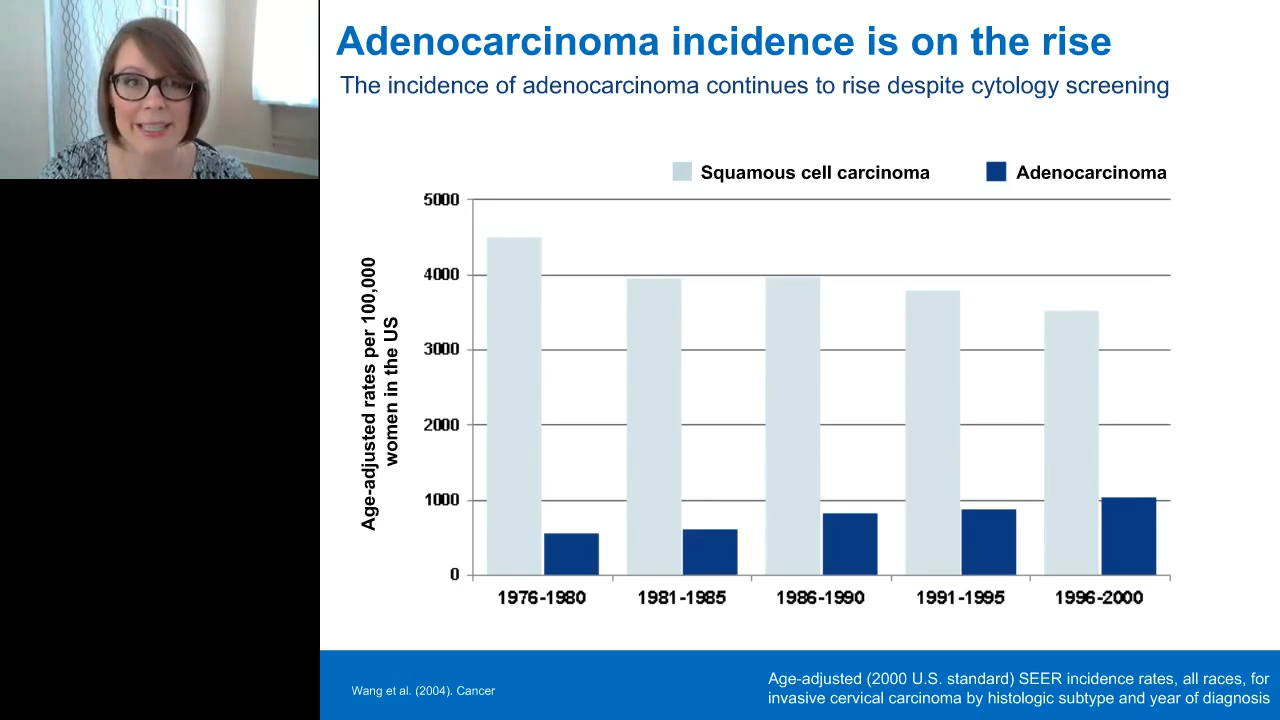 Adenocarcinoma incidence is on the rise
The incidence of adenocarcinoma continues to rise despite cytology screening
Squamous cell carcinoma
Adenocarcinoma
Age-adjusted rates per 100,000
women in the US
5000
4000
3000
2000
1000
0
1976-1980
1981-1985
1986-1990
1991-1995
1996-2000
Wang et al. (2004). Cancer
Age-adjusted (2000 U.S. standard) SEER incidence rates, all races, for
invasive cervical carcinoma by histologic subtype and year of diagnosis